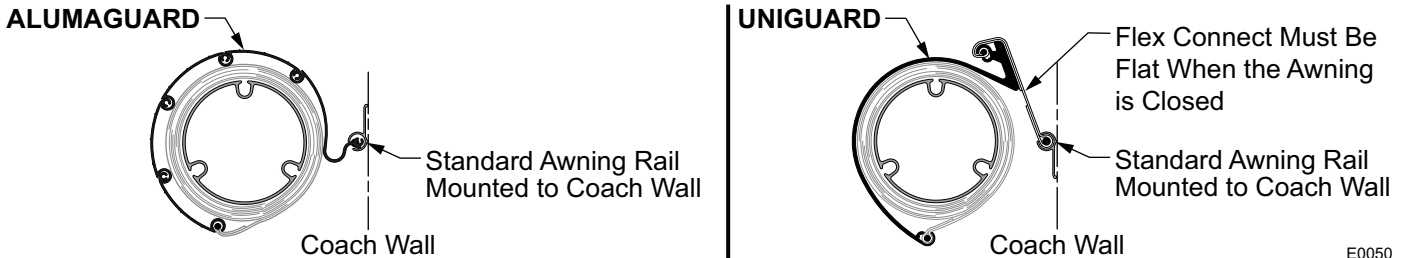 ALUMAGUARD
Standard Awning Rail
Mounted to Coach Wall
Coach Wall
UNIGUARD
Flex Connect Must Be
Flat When the Awning
is Closed
Standard Awning Rail
Mounted to Coach Wall
Coach Wall
E0050